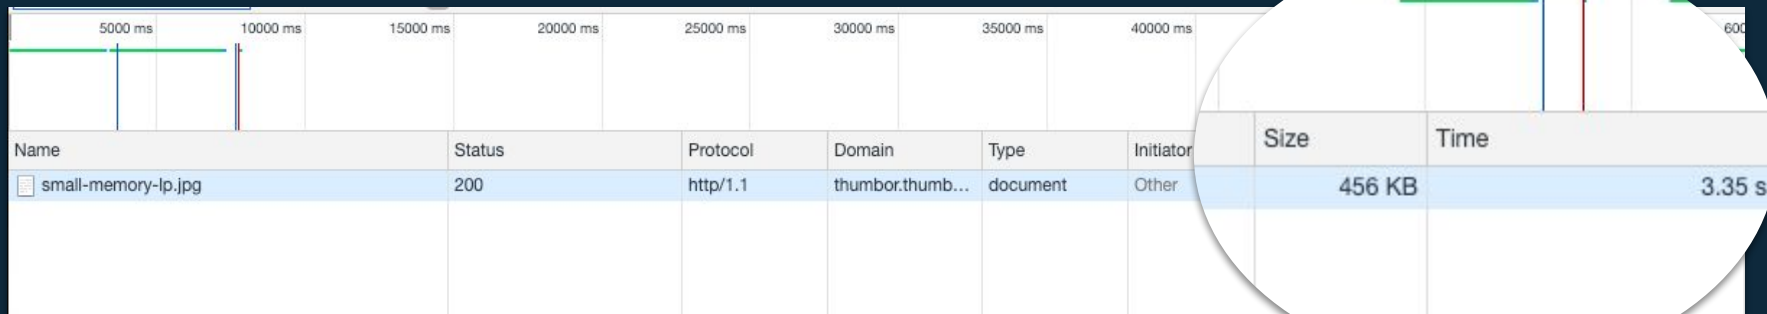 5000 ms 10000 ms 15000 ms 20000 ms 25000 ms 30000 ms 35000 ms 40000 ms 600
Name Status Protocol Domain Type Initiator Size Time
small-memory-lp.jpg 200 http/1.1 thumbor.thumb... document Other 456 KB 3.35 s